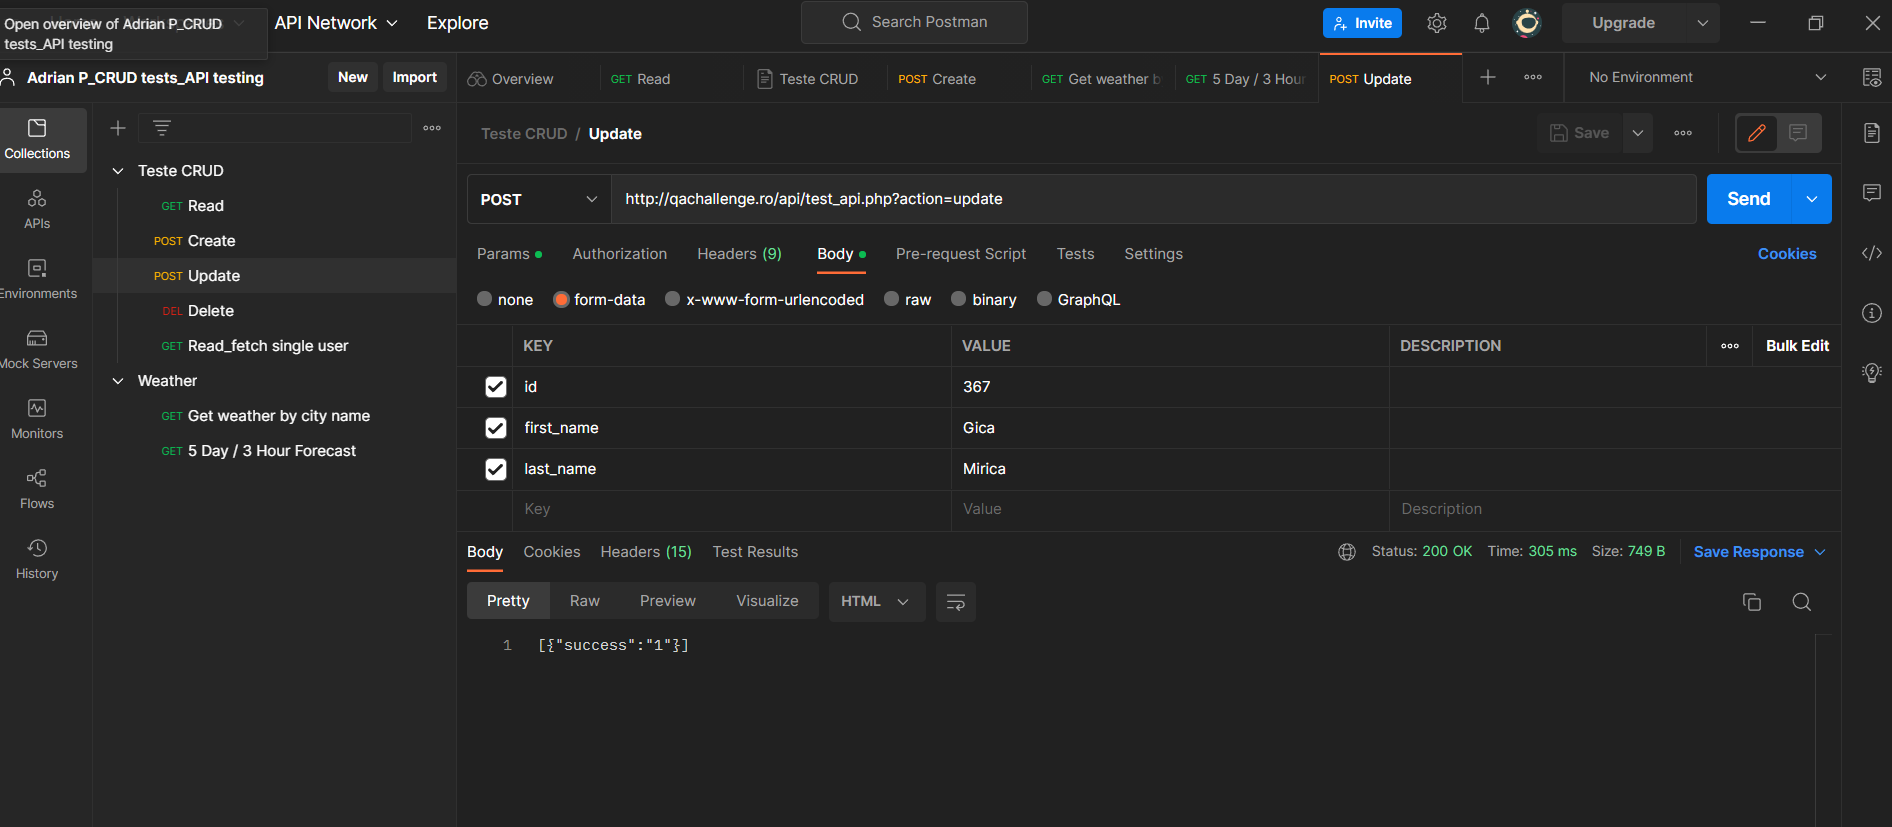 Open overview of Adrian P_CRUD
tests_API testing
API Network
Explore
Search Postman
Invite
Upgrade
Adrian P_CRUD tests_API testing
New
Import
Overview
GET Read
Teste CRUD
POST Create
GET Get weather b
GET 5 Day / 3 Hour
POST Update
No Environment
Collections
APIs
Environments
Mock Servers
Monitors
Flows
History
Teste CRUD
GET Read
POST Create
POST Update
DEL Delete
GET Read_fetch single user
Weather
GET Get weather by city name
GET 5 Day / 3 Hour Forecast
Teste CRUD / Update
Save
POST
http://qachallenge.ro/api/test_api.php?action=update
Send
Params
Authorization
Headers (9)
Body
Pre-request Script
Tests
Settings
Cookies
none
form-data
x-www-form-urlencoded
raw
binary
GraphQL
KEY
VALUE
DESCRIPTION
Bulk Edit
id
367
first_name
Gica
last_name
Mirica
Key
Value
Description
Body
Cookies
Headers (15)
Test Results
Status: 200 OK
Time: 305 ms
Size: 749 B
Save Response
Pretty
Raw
Preview
Visualize
HTML
1
[{"success":"1"}]